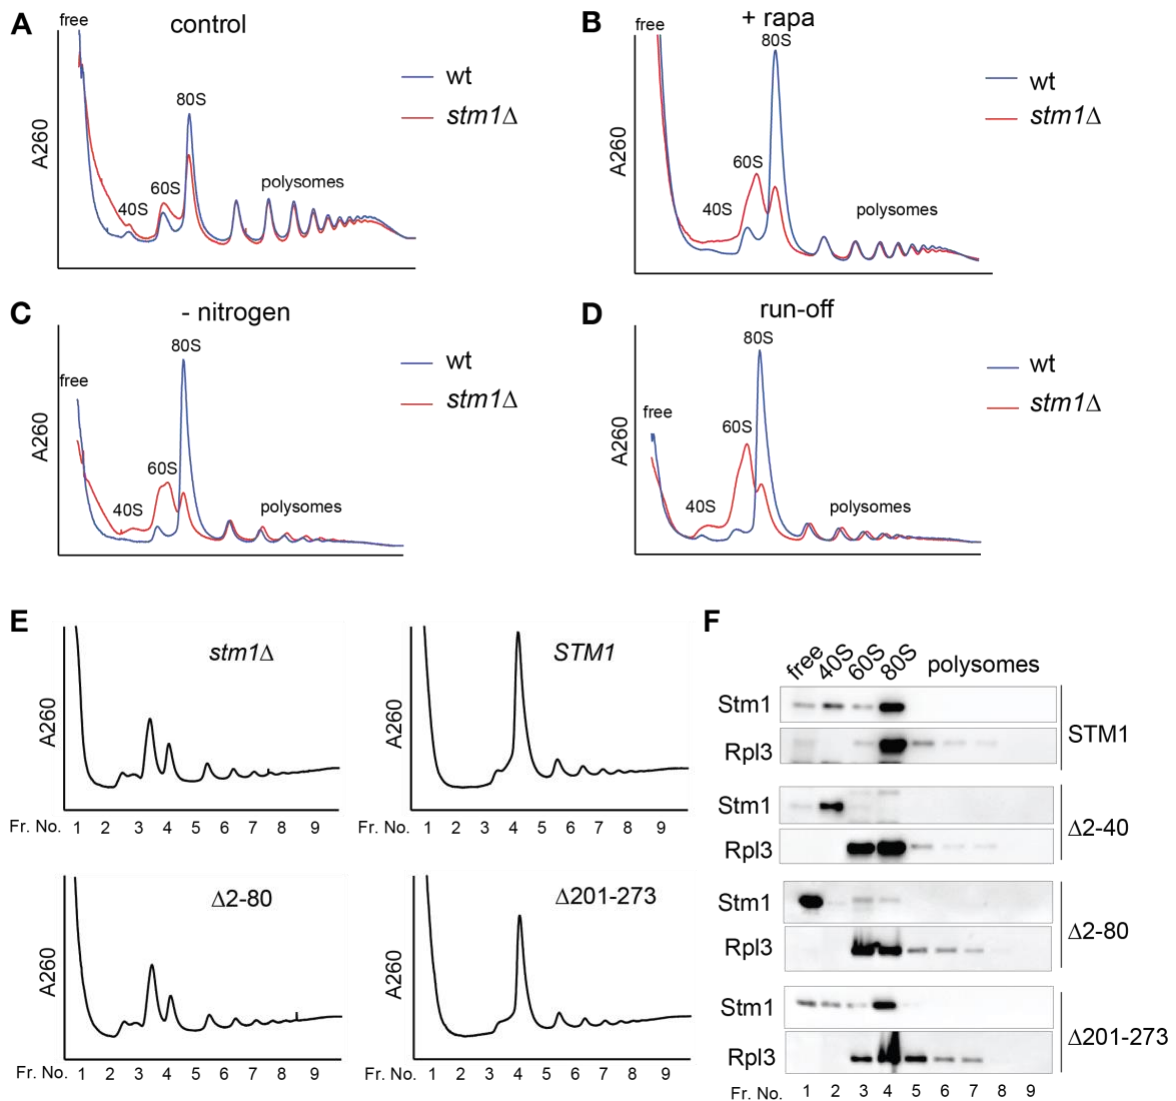 A
control
free
40S
60S
80S
polysomes
A260
wt
stm1Δ
B
+ rapa
free
40S
60S
80S
polysomes
A260
wt
stm1Δ
C
- nitrogen
free
40S
60S
80S
polysomes
A260
wt
stm1Δ
D
run-off
free
40S
60S
80S
polysomes
A260
wt
stm1Δ
E
stm1Δ
A260
Fr. No. 1 2 3 4 5 6 7 8 9
STM1
A260
1 2 3 4 5 6 7 8 9
Δ2-80
A260
Fr. No. 1 2 3 4 5 6 7 8 9
Δ201-273
A260
1 2 3 4 5 6 7 8 9
F
free 40S 60S 80S polysomes
Stm1
Rpl3
STM1
Stm1
Rpl3
Δ2-40
Stm1
Rpl3
Δ2-80
Stm1
Rpl3
Δ201-273
Fr. No. 1 2 3 4 5 6 7 8 9